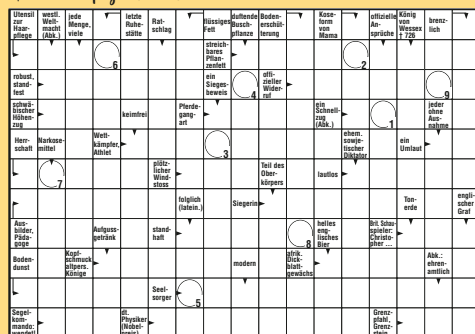 Utensil zur Haar- pflege
westl. Welt- macht (Abk.)
jede Menge, viele
letzte Ruhe- stätte
Rat- schlag
flüssiges Fett
duftende Busch- pflanze
Boden- erschüt- terung
Kose- form von Mama
offizielle An- sprüche
König von Wessex † 726
brenz- lich
6
streich- bares Pflan- zenfett
2
robust, stand- fest
ein Sieges- beweis
4
offi- zieller Wider- ruf
9
schwä- bischer Höhen- zug
keimfrei
Pferde- gang- art
ein Schnell- zug (Abk.)
1
jeder ohne Aus- nahme
Herr- schaft
Narkose- mittel
Wett- kämpfer, Athlet
3
ehem. sowje- tischer Diktator
ein Umlaut
7
plötz- licher Wind- stoss
Teil des Ober- körpers
lautlos
folglich (latein.)
Siegerin
Ton- erde
engli- scher Graf
Aus- bilder, Päda- goge
Aufguss- getränk
stand- haft
8
helles eng- lisches Bier
Brit. Schau- spieler: Christo- pher ...
Boden- dunst
Kopf- schmuck altpers. Könige
modern
afrik. Dick- blatt- gewächs
Abk.: ehren- amtlich
Seel- sorger
5
Segel- kom- mando: wendet!
dt. Physiker (Nobel-
Grenz- pfahl, Grenz- stein